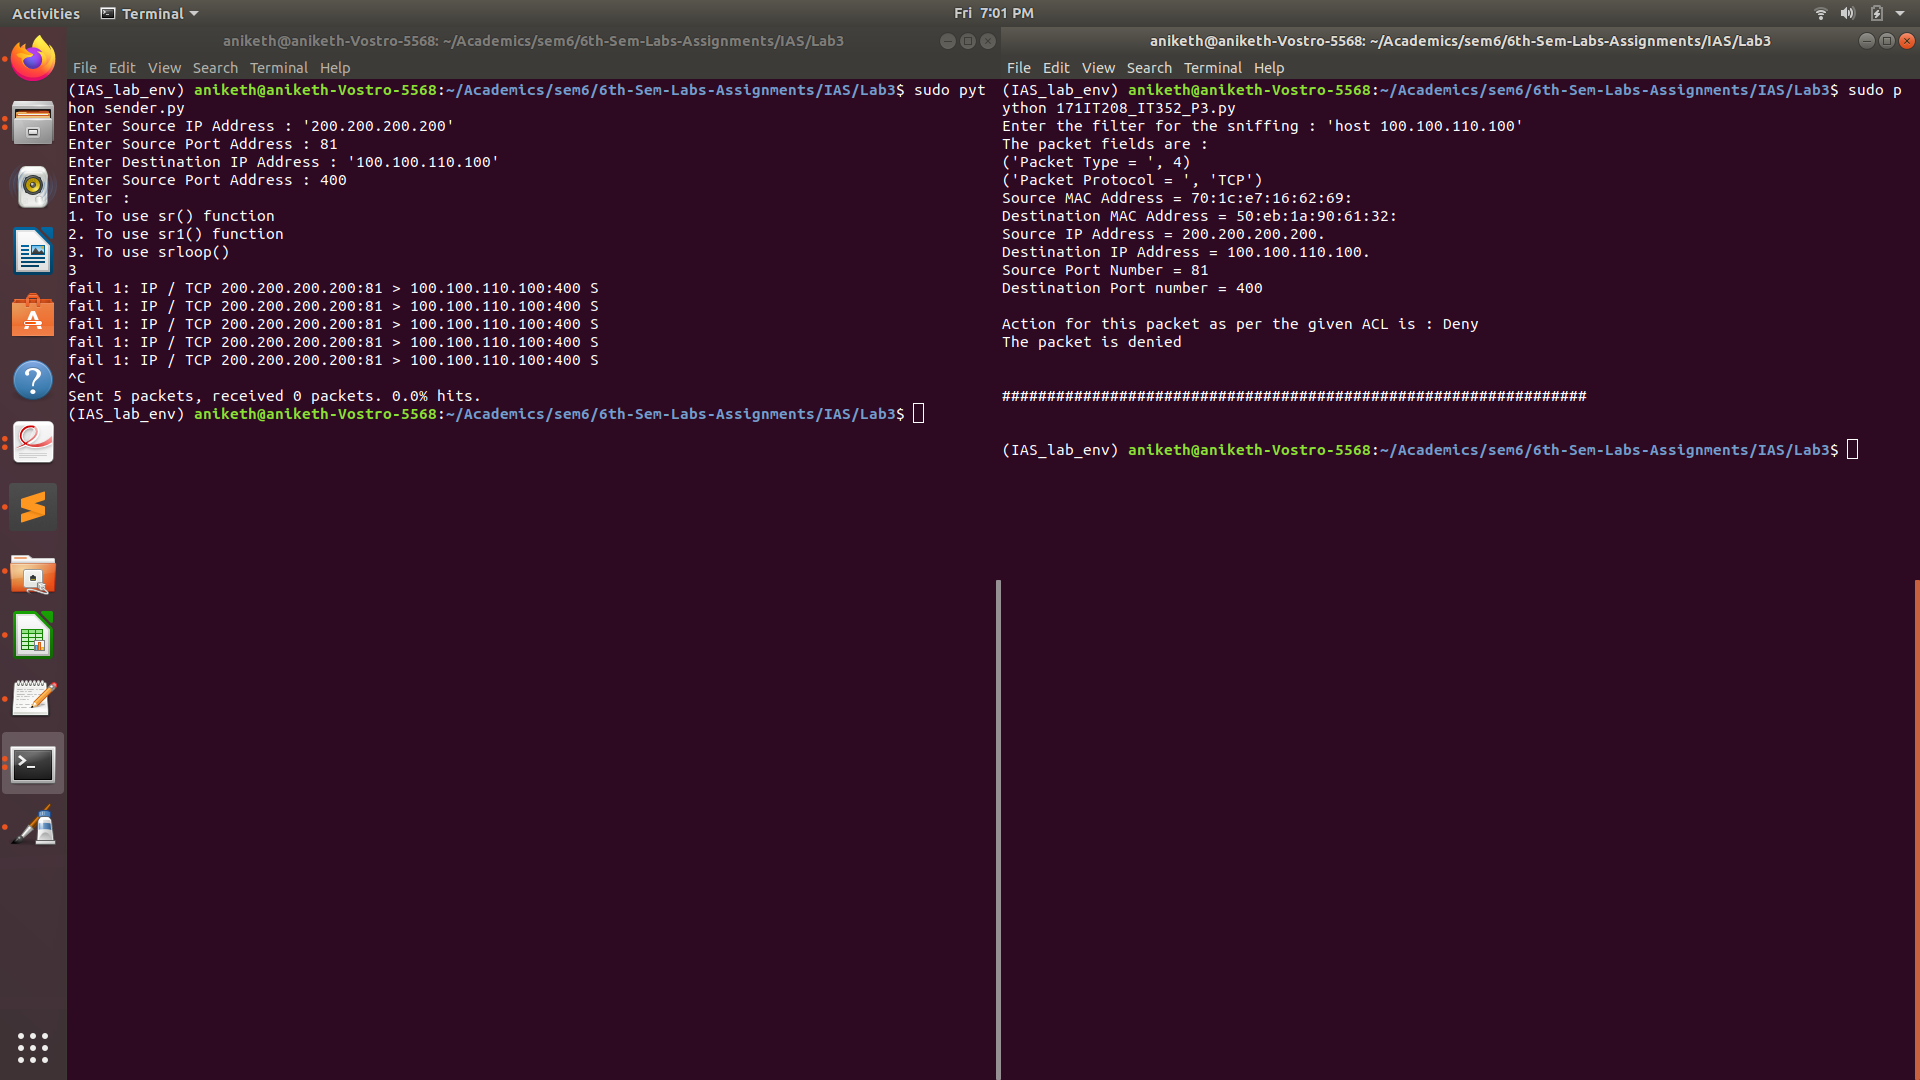 Activities Terminal Fri 7:01 PM
aniketh@aniketh-Vostro-5568: ~/Academics/sem6/6th-Sem-Labs-Assignments/IAS/Lab3
File Edit View Search Terminal Help
(IAS_lab_env) aniketh@aniketh-Vostro-5568:~/Academics/sem6/6th-Sem-Labs-Assignments/IAS/Lab3$ sudo pyt
hon sender.py
Enter Source IP Address : '200.200.200.200'
Enter Source Port Address : 81
Enter Destination IP Address : '100.100.110.100'
Enter Source Port Address : 400
Enter :
1. To use sr() function
2. To use sr1() function
3. To use srloop()
3
fail 1: IP / TCP 200.200.200.200:81 > 100.100.110.100:400 S
fail 1: IP / TCP 200.200.200.200:81 > 100.100.110.100:400 S
fail 1: IP / TCP 200.200.200.200:81 > 100.100.110.100:400 S
fail 1: IP / TCP 200.200.200.200:81 > 100.100.110.100:400 S
fail 1: IP / TCP 200.200.200.200:81 > 100.100.110.100:400 S
^C
Sent 5 packets, received 0 packets. 0.0% hits.
(IAS_lab_env) aniketh@aniketh-Vostro-5568:~/Academics/sem6/6th-Sem-Labs-Assignments/IAS/Lab3$
aniketh@aniketh-Vostro-5568: ~/Academics/sem6/6th-Sem-Labs-Assignments/IAS/Lab3
File Edit View Search Terminal Help
(IAS_lab_env) aniketh@aniketh-Vostro-5568:~/Academics/sem6/6th-Sem-Labs-Assignments/IAS/Lab3$ sudo p
ython 171IT208_IT352_P3.py
Enter the filter for the sniffing : 'host 100.100.110.100'
The packet fields are :
('Packet Type = ', 4)
('Packet Protocol = ', 'TCP')
Source MAC Address = 70:1c:e7:16:62:69:
Destination MAC Address = 50:eb:1a:90:61:32:
Source IP Address = 200.200.200.200.
Destination IP Address = 100.100.110.100.
Source Port Number = 81
Destination Port number = 400
Action for this packet as per the given ACL is : Deny
The packet is denied
#################################################################
(IAS_lab_env) aniketh@aniketh-Vostro-5568:~/Academics/sem6/6th-Sem-Labs-Assignments/IAS/Lab3$